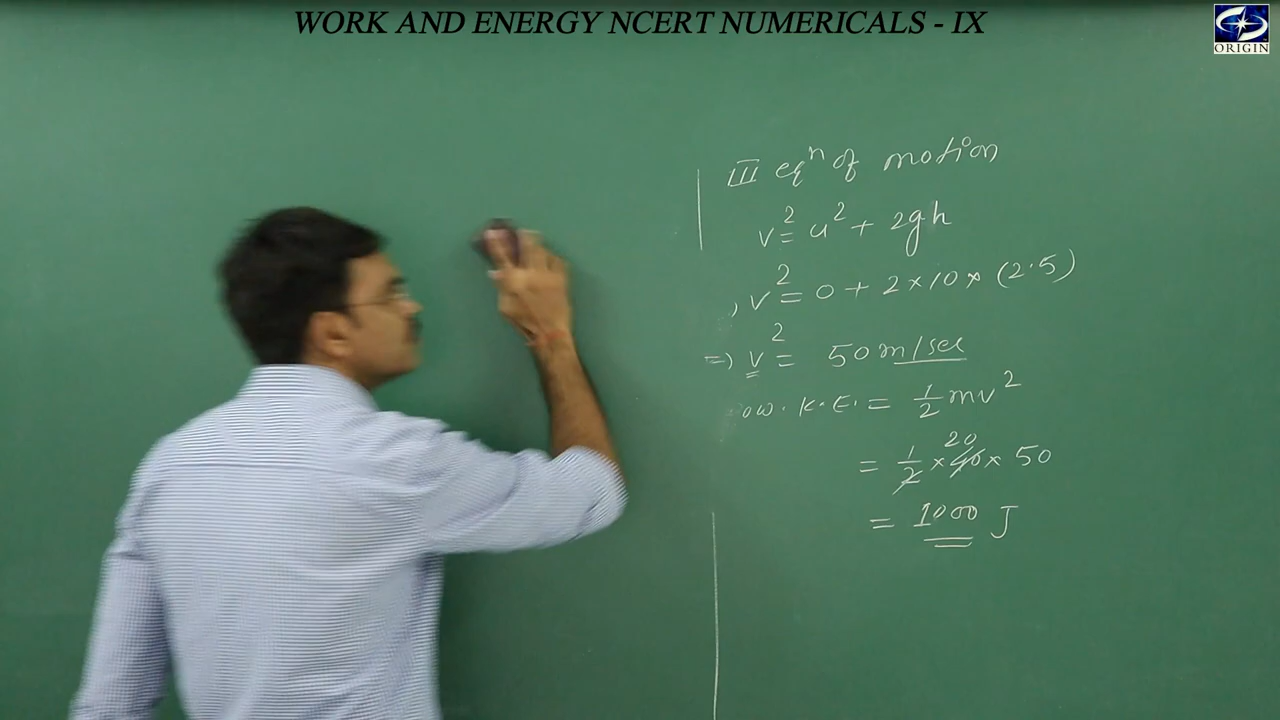 WORK AND ENERGY NCERT NUMERICALS - IX
ORIGIN
III eqⁿ of motion
v² = u² + 2gh
, v² = 0 + 2 × 10 × (2.5)
=) v² = 50 m/sec
ow. K.E. = 1/2 mv²
20
= 1/2 × 40 × 50
= 1000 J